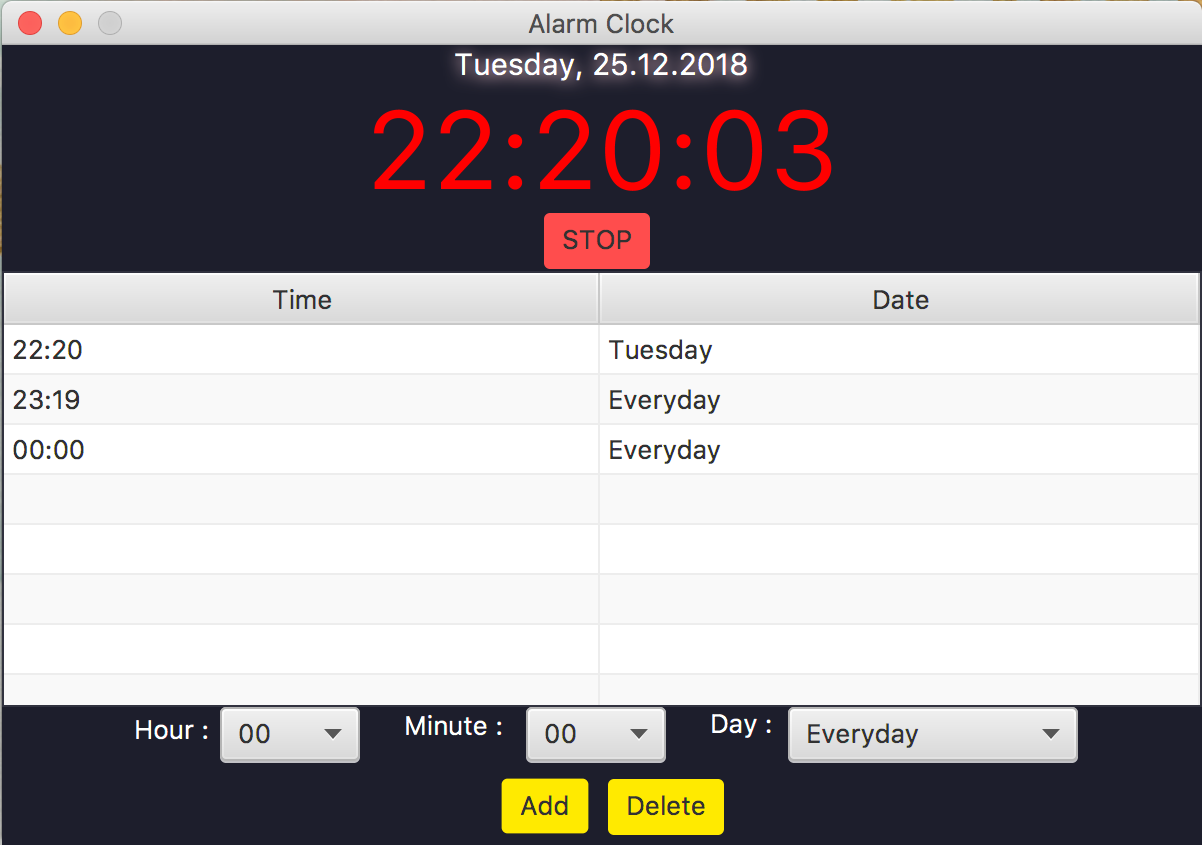 Alarm Clock
Tuesday, 25.12.2018
22:20:03
STOP
Time Date
22:20 Tuesday
23:19 Everyday
00:00 Everyday
Hour : 00 Minute : 00 Day : Everyday
Add Delete